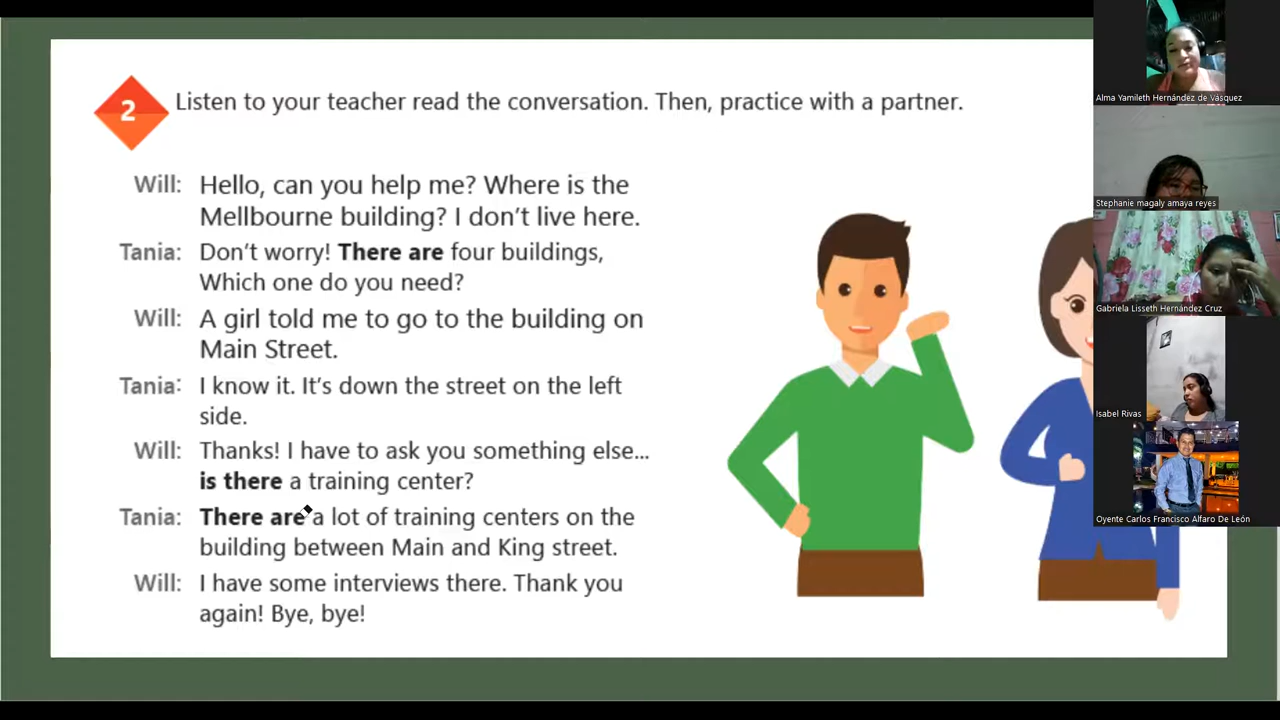 2
Listen to your teacher read the conversation. Then, practice with a partner.
Will: Hello, can you help me? Where is the
Mellbourne building? I don't live here.
Tania: Don't worry! There are four buildings,
Which one do you need?
Will: A girl told me to go to the building on
Main Street.
Tania: I know it. It's down the street on the left
side.
Will: Thanks! I have to ask you something else...
is there a training center?
Tania: There are a lot of training centers on the
building between Main and King street.
Will: I have some interviews there. Thank you
again! Bye, bye!
Alma Yamileth Hernández de Vásquez
Stephanie magaly amaya reyes
Gabriela Lisseth Hernández Cruz
Isabel Rivas
Oyente Carlos Francisco Alfaro De León